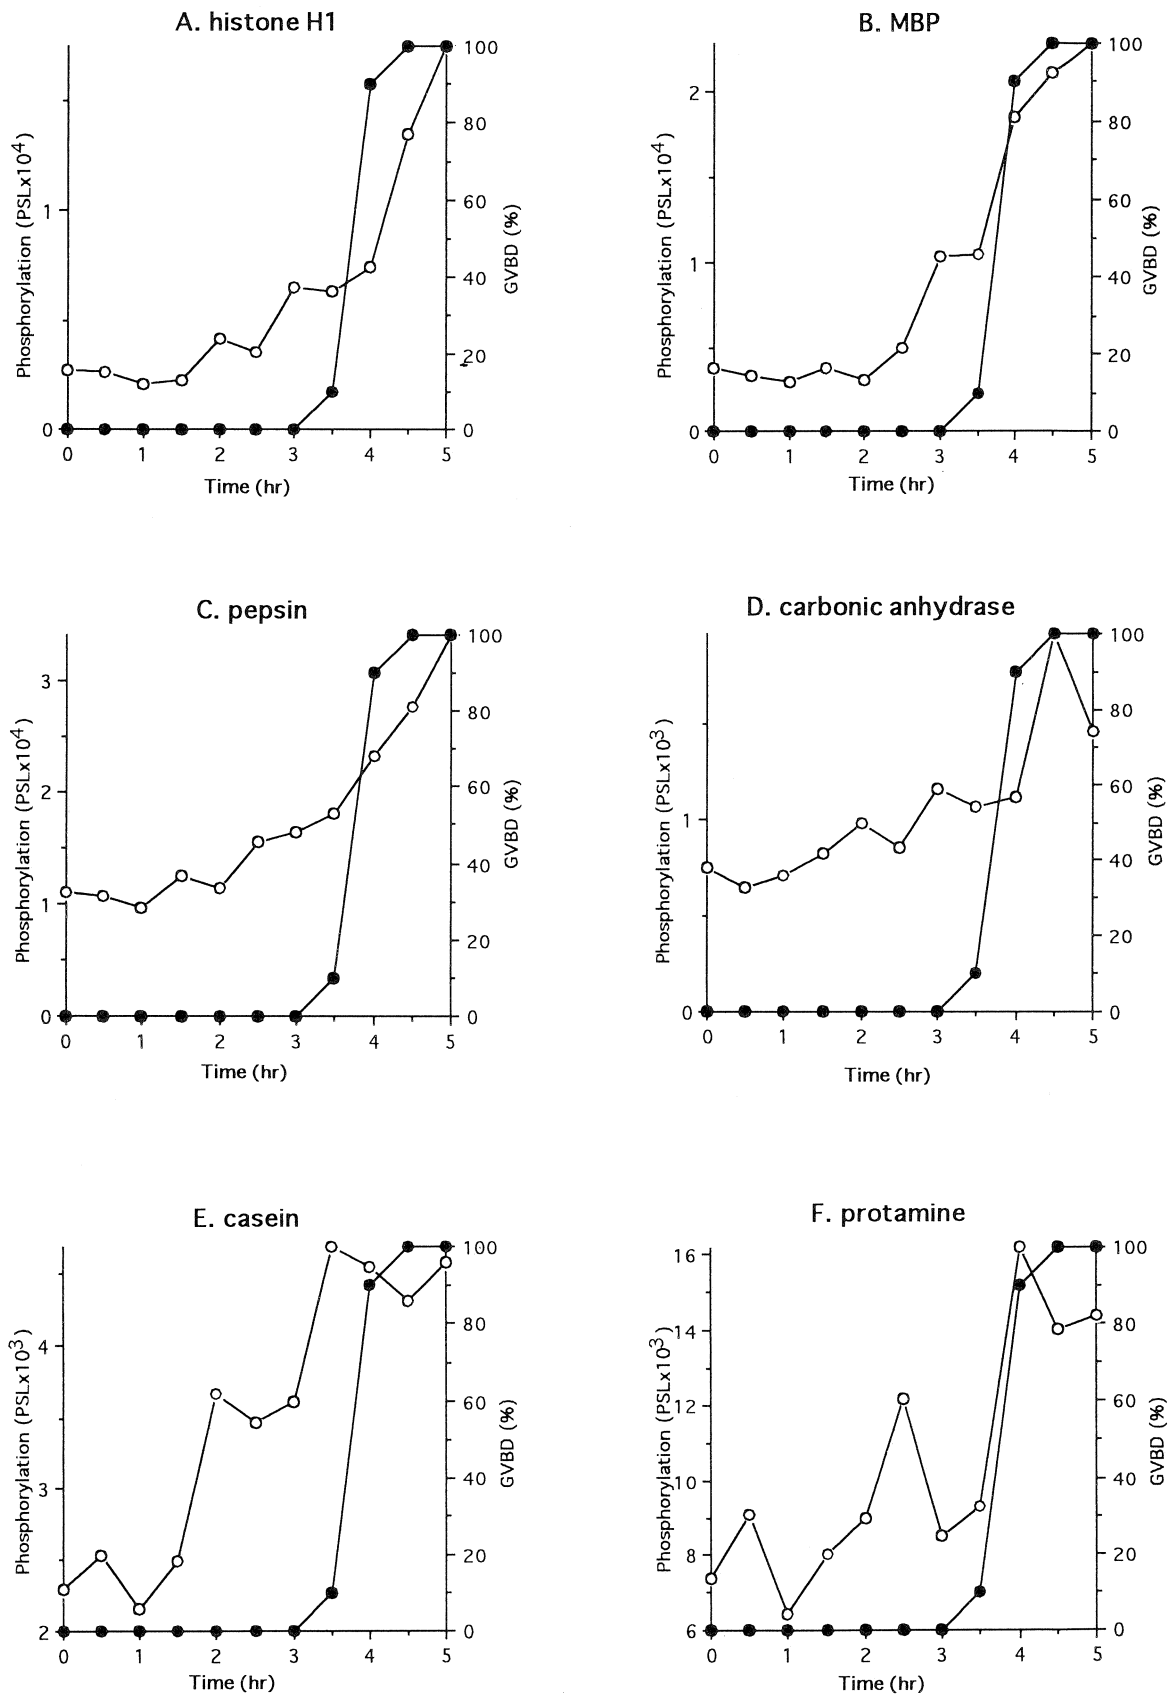 A. histone H1
Phosphorylation (PSLx10⁴)
1
0
100
80
60
40
20
0
GVBD (%)
0 1 2 3 4 5
Time (hr)
B. MBP
Phosphorylation (PSLx10⁴)
2
1
0
100
80
60
40
20
0
GVBD (%)
0 1 2 3 4 5
Time (hr)
C. pepsin
Phosphorylation (PSLx10⁴)
3
2
1
0
100
80
60
40
20
0
GVBD (%)
0 1 2 3 4 5
Time (hr)
D. carbonic anhydrase
Phosphorylation (PSLx10³)
1
0
100
80
60
40
20
0
GVBD (%)
0 1 2 3 4 5
Time (hr)
E. casein
Phosphorylation (PSLx10³)
4
3
2
100
80
60
40
20
0
GVBD (%)
0 1 2 3 4 5
Time (hr)
F. protamine
Phosphorylation (PSLx10³)
16
14
12
10
8
6
100
80
60
40
20
0
GVBD (%)
0 1 2 3 4 5
Time (hr)